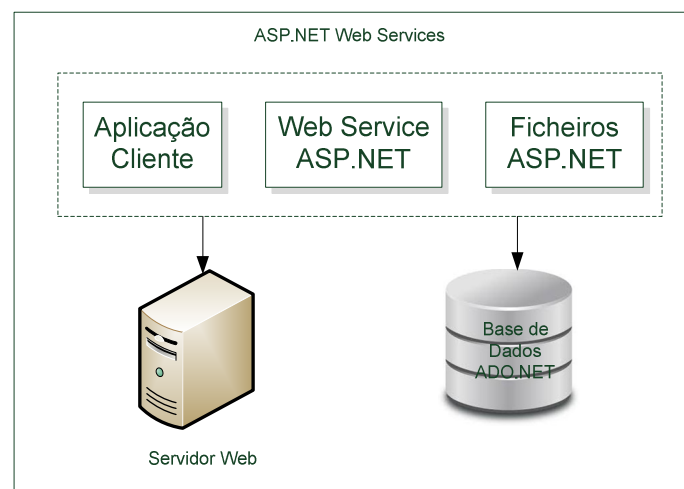 ASP.NET Web Services
Aplicação
Cliente
Web Service
ASP.NET
Ficheiros
ASP.NET
Base de
Dados
ADO.NET
Servidor Web